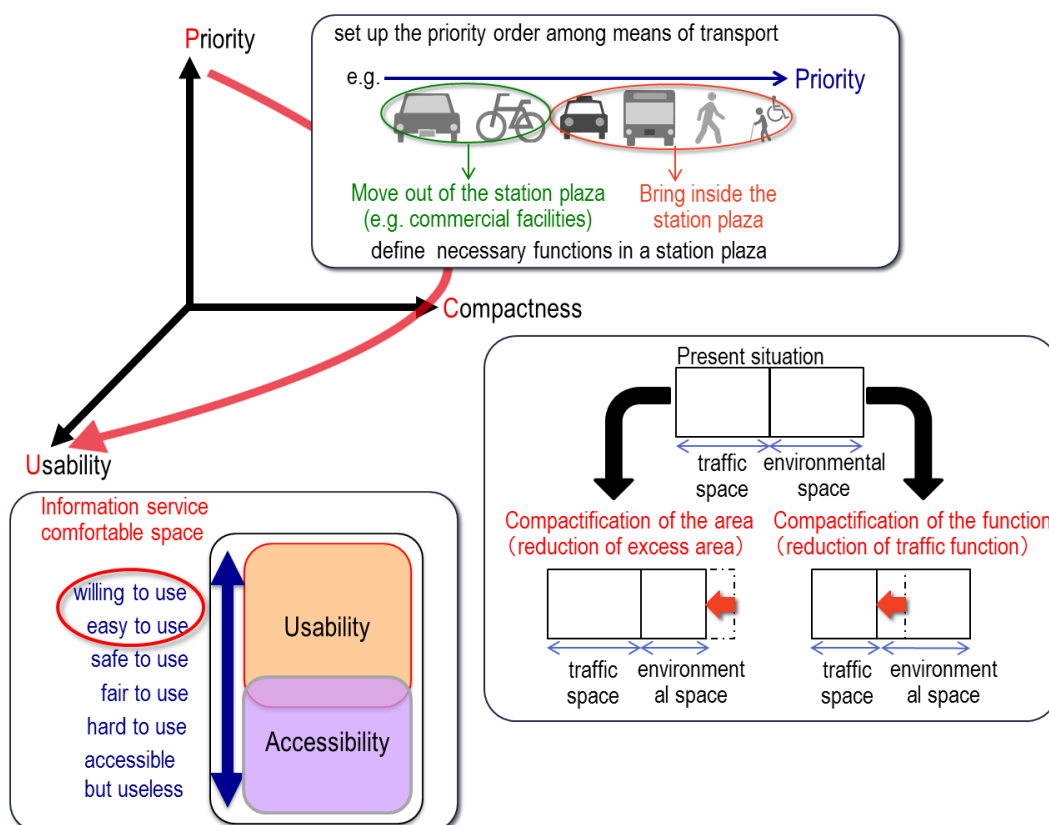 Priority
set up the priority order among means of transport
e.g.
Priority
Move out of the station plaza
(e.g. commercial facilities)
Bring inside the
station plaza
define necessary functions in a station plaza
Compactness
Usability
Present situation
traffic
space
environmental
space
Compactification of the area
(reduction of excess area)
Compactification of the function
(reduction of traffic function)
traffic
space
environment
al space
traffic
space
environment
al space
Information service
comfortable space
willing to use
easy to use
safe to use
fair to use
hard to use
accessible
but useless
Usability
Accessibility